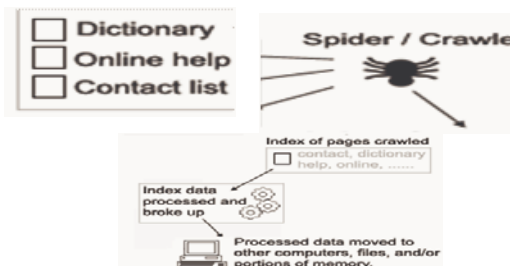 Dictionary
Online help
Contact list
Spider / Crawle
Index of pages crawled
contact, dictionary
help, online, ......
Index data
processed and
broke up
Processed data moved to
other computers, files, and/or
portions of memory.